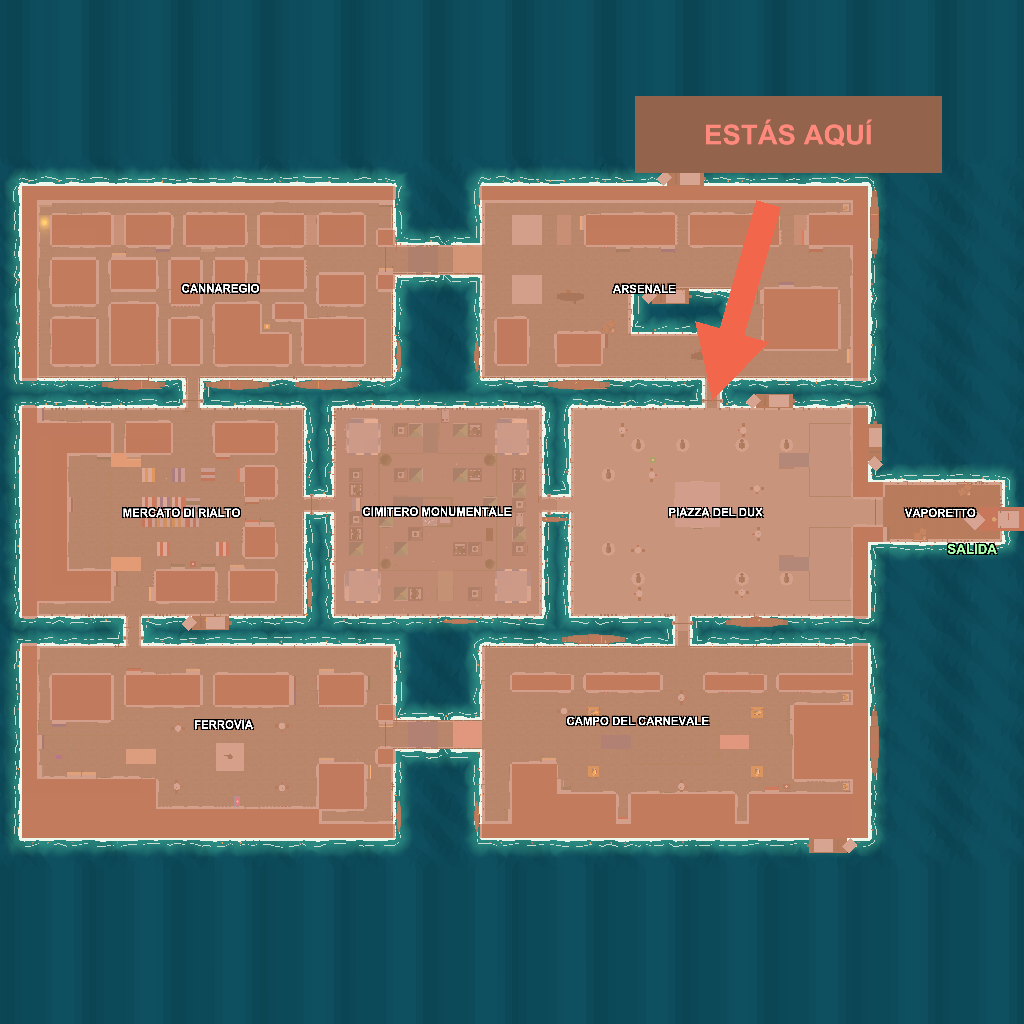 ESTÁS AQUÍ
CANNAREGIO
ARSENALE
MERCATO DI RIALTO
CIMITERO MONUMENTALE
PIAZZA DEL DUX
VAPORETTO
SALIDA
FERROVIA
CAMPO DEL CARNEVALE